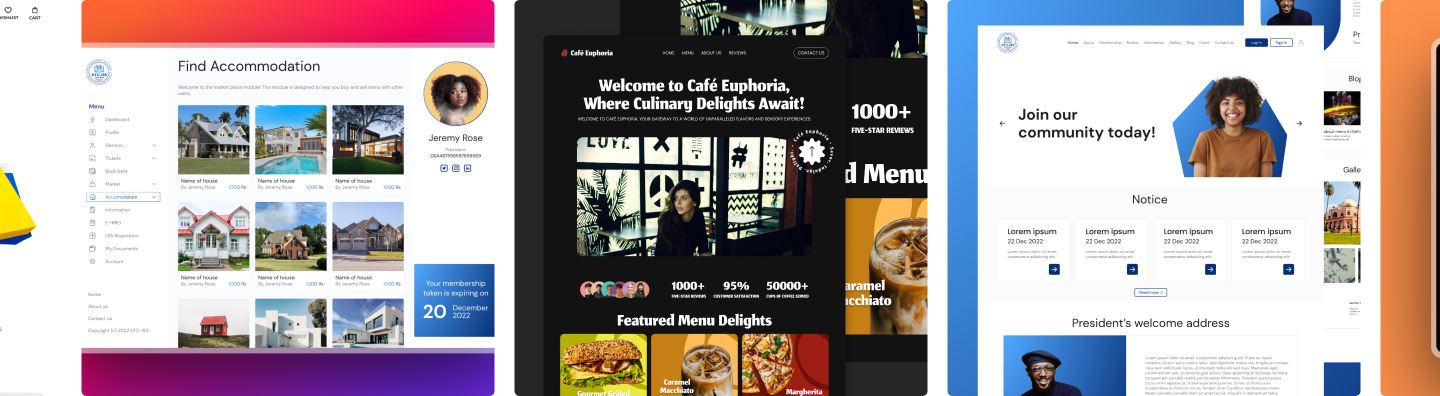 WISHLIST
CART
Find Accommodation
Welcome to the market place module! This module is designed to help you buy and sell items with other
users.
Menu
Dashboard
Profile
Election
Tickets
Book bank
Market
Accomodation
Information
E FRRO
OIA Requisition
My Documents
Account
Home
About us
Contact us
Copyright (c) 2022 DTU-ISS.
Name of house
By Jeremy Rose 1000 Rs
Name of house
By Jeremy Rose 1000 Rs
Name of house
By Jeremy Rose 1000 Rs
Name of house
By Jeremy Rose 1000 Rs
Name of house
By Jeremy Rose 1000 Rs
Name of house
By Jeremy Rose 1000 Rs
Jeremy Rose
President
Your membership
token is expiring on
20 December
2022
Café Euphoria
HOME MENU ABOUT US REVIEWS
CONTACT US
Welcome to Café Euphoria,
Where Culinary Delights Await!
WELCOME TO CAFÉ EUPHORIA, YOUR GATEWAY TO A WORLD OF UNPARALLELED FLAVORS AND SENSORY EXPERIENCES.
LOVE
1000+
FIVE-STAR REVIEWS
95%
CUSTOMER SATISFACTION
50000+
CUPS OF COFFEE SERVED
Featured Menu Delights
Gourmet Grilled
Caramel
Macchiato
Margherita
1000+
FIVE-STAR REVIEWS
d Menu
aramel
acchiato
Home About Membership Notice Information Gallery Blog Event Contact us
Log In
Sign In
Join our
community today!
Notice
Lorem ipsum
22 Dec 2022
Lorem ipsum dolor sit amet,
consectetur adipiscing elit.
Lorem ipsum
22 Dec 2022
Lorem ipsum dolor sit amet,
consectetur adipiscing elit.
Lorem ipsum
22 Dec 2022
Lorem ipsum dolor sit amet,
consectetur adipiscing elit.
Lorem ipsum
22 Dec 2022
Lorem ipsum dolor sit amet,
consectetur adipiscing elit.
Read more
President's welcome address
Pr
Blog
Galle